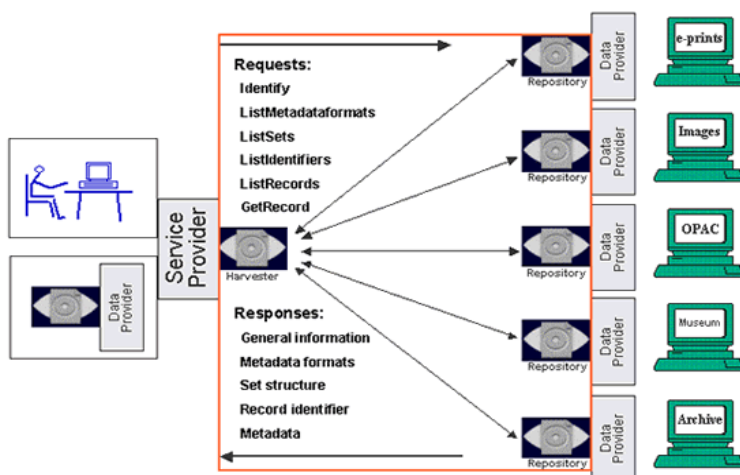 Requests:
Identify
ListMetadataformats
ListSets
ListIdentifiers
ListRecords
GetRecord
Service
Provider
Harvester
Data
Provider
Responses:
General information
Metadata formats
Set structure
Record identifier
Metadata
Repository
Data
Provider
e-prints
Repository
Data
Provider
Images
Repository
Data
Provider
OPAC
Repository
Data
Provider
Museum
Repository
Data
Provider
Archive